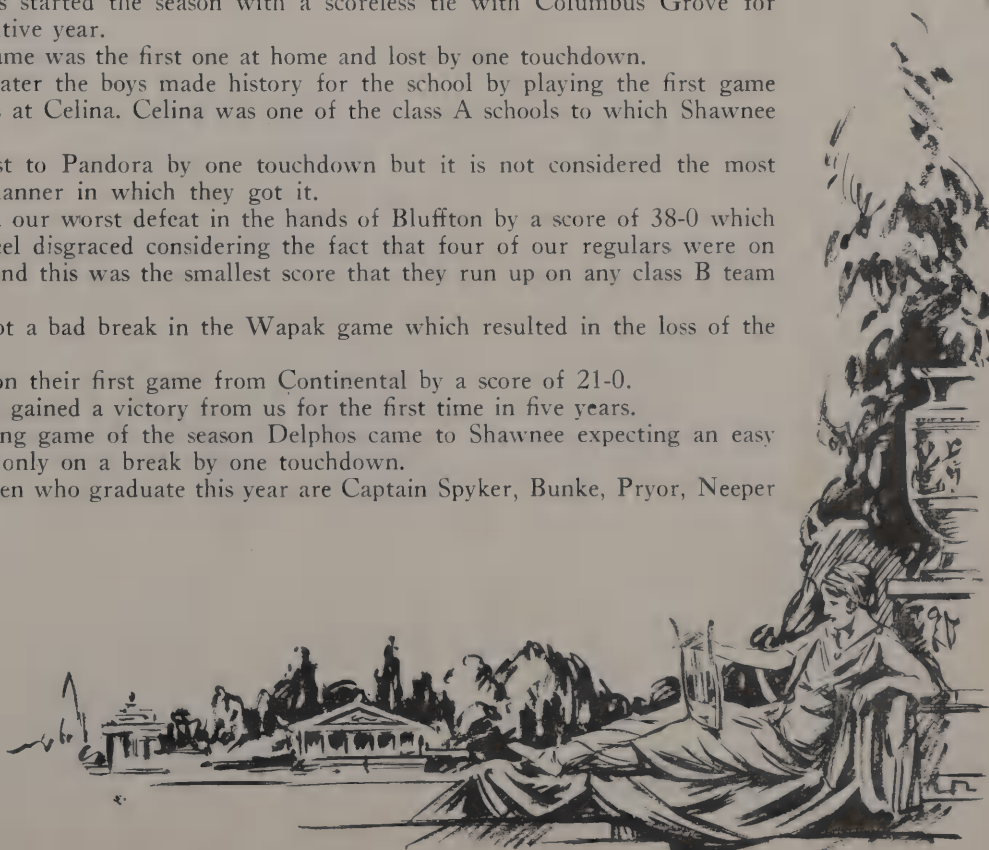 s started the season with a scoreless tie with Columbus Grove for
tive year.
ame was the first one at home and lost by one touchdown.
ater the boys made history for the school by playing the first game
at Celina. Celina was one of the class A schools to which Shawnee
st to Pandora by one touchdown but it is not considered the most
anner in which they got it.
our worst defeat in the hands of Bluffton by a score of 38-0 which
eel disgraced considering the fact that four of our regulars were on
nd this was the smallest score that they run up on any class B team
ot a bad break in the Wapak game which resulted in the loss of the
on their first game from Continental by a score of 21-0.
gained a victory from us for the first time in five years.
ng game of the season Delphos came to Shawnee expecting an easy
only on a break by one touchdown.
en who graduate this year are Captain Spyker, Bunke, Pryor, Neeper